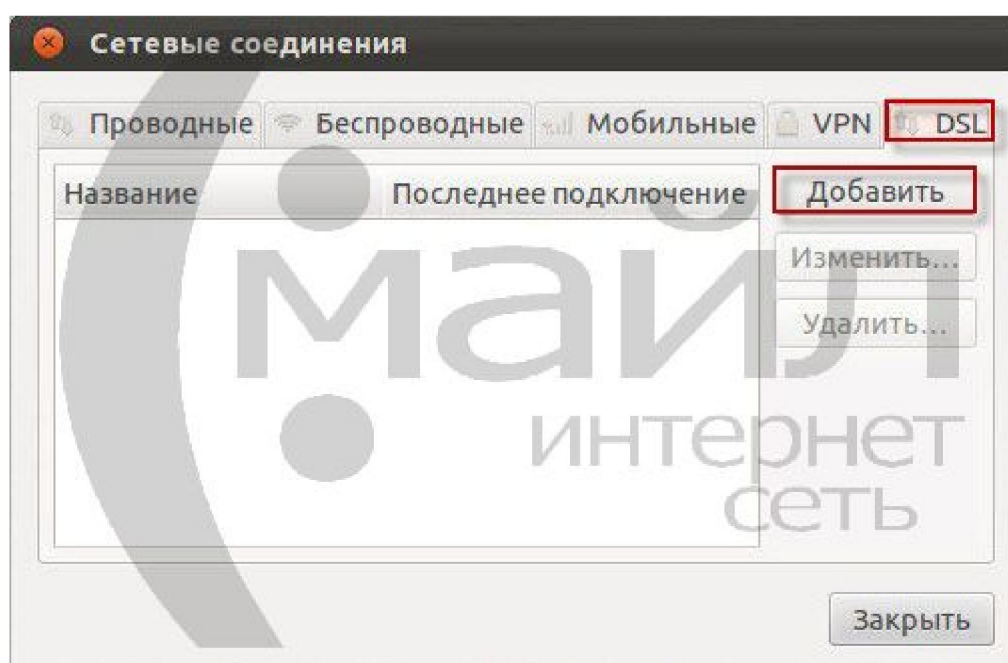 Сетевые соединения
Проводные Беспроводные Мобильные VPN DSL
Название Последнее подключение Добавить
Изменить...
Удалить...
майл
интернет
сеть
Закрыть